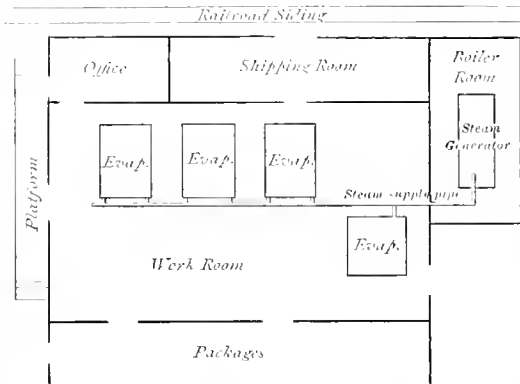 Railroad Siding
Office
Shipping Room
Boiler
Room
Steam
Generator
Evap.
Evap.
Evap.
Steam supply pipe
Platform
Evap.
Work Room
Packages